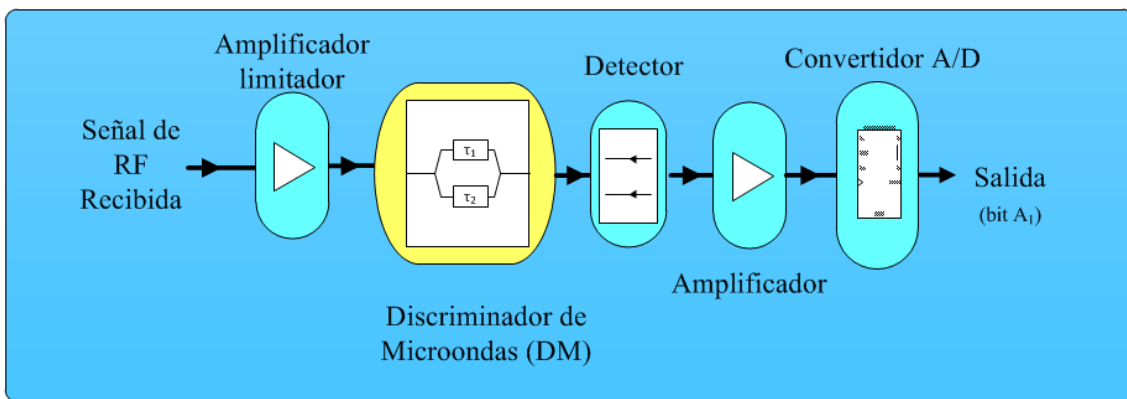 Amplificador
limitador
Detector
Convertidor A/D
Señal de
RF
Recibida
τ₁
τ₂
Salida
(bit A₁)
Amplificador
Discriminador de
Microondas (DM)